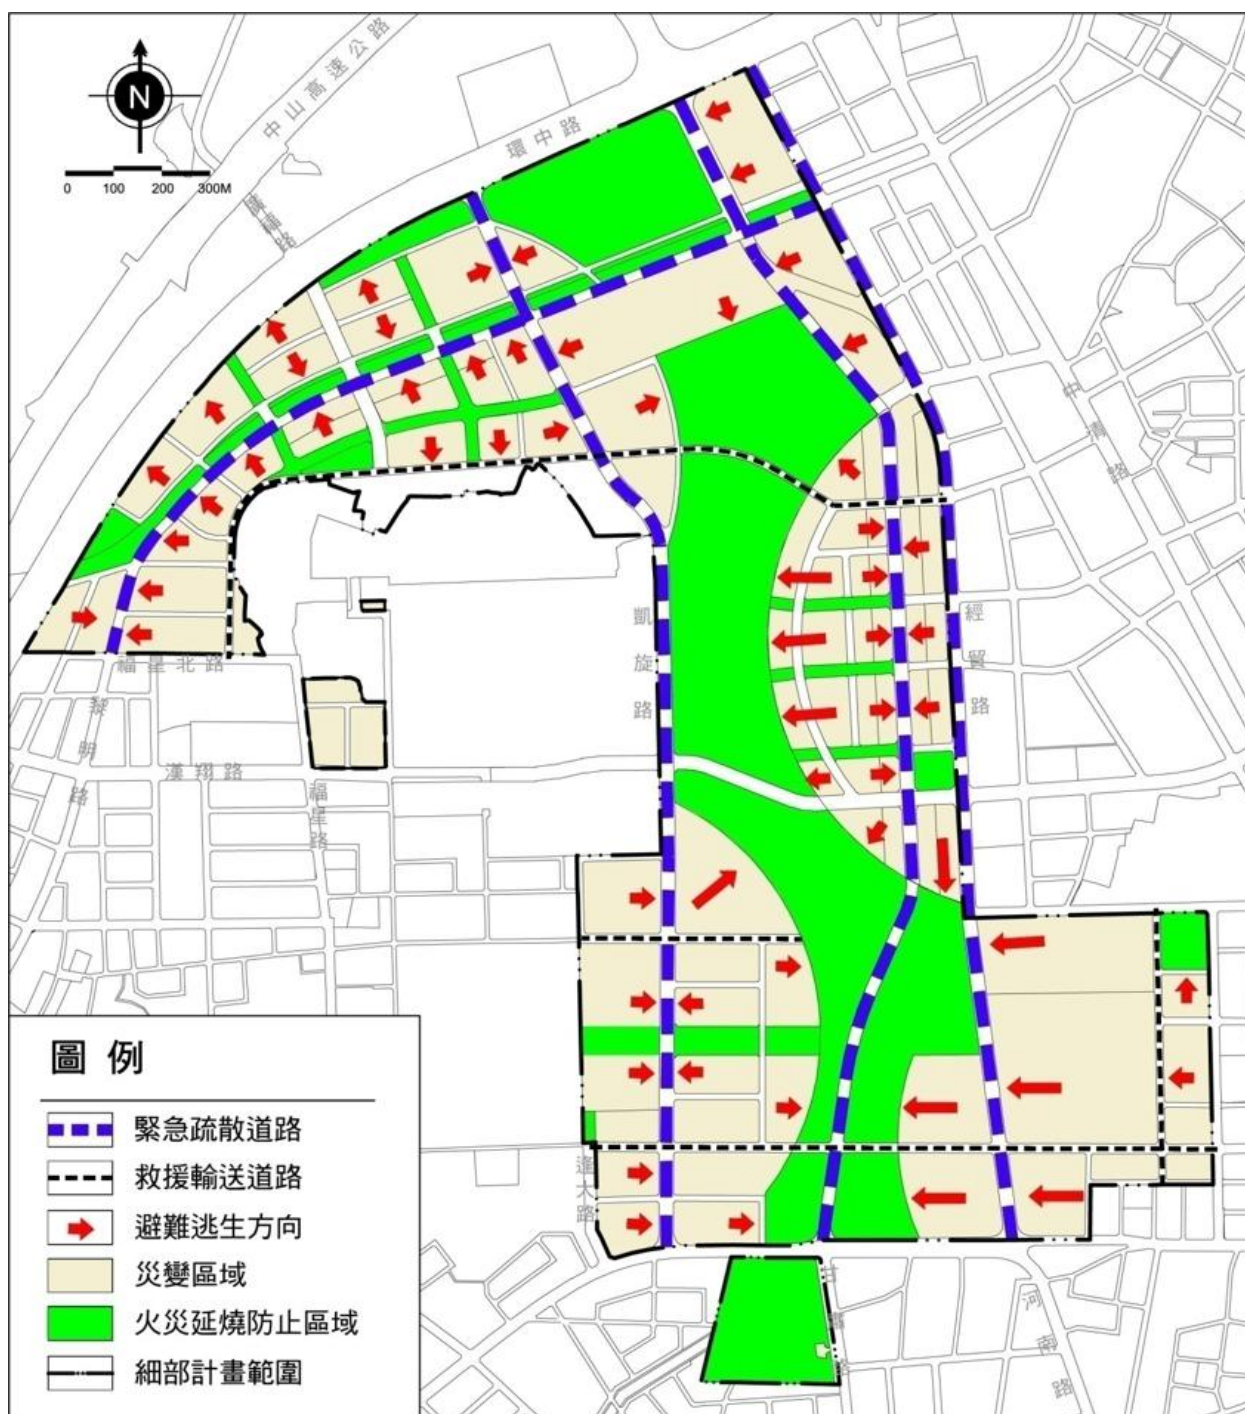 N
0 100 200 300M
中山高速公路
環中路
中清路
凱旋路
經貿路
福星北路
黎明路
漢翔路
福星路
逢大路
河南路
圖例
緊急疏散道路
救援輸送道路
避難逃生方向
災變區域
火災延燒防止區域
細部計畫範圍